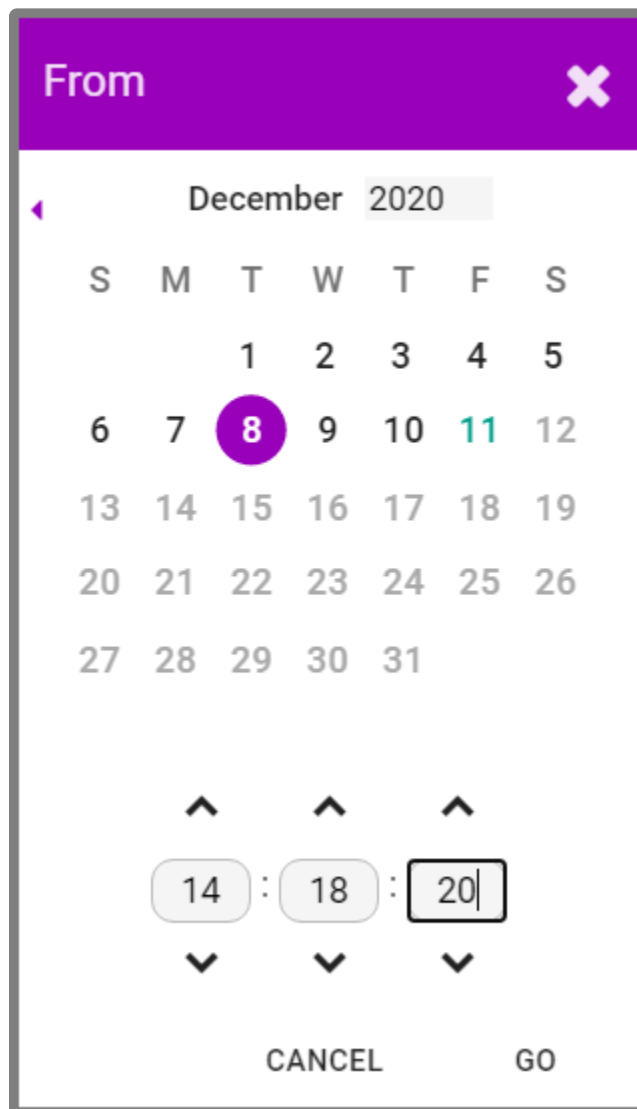 From
December 2020
S M T W T F S
1 2 3 4 5
6 7 8 9 10 11 12
13 14 15 16 17 18 19
20 21 22 23 24 25 26
27 28 29 30 31
14 : 18 : 20
CANCEL GO